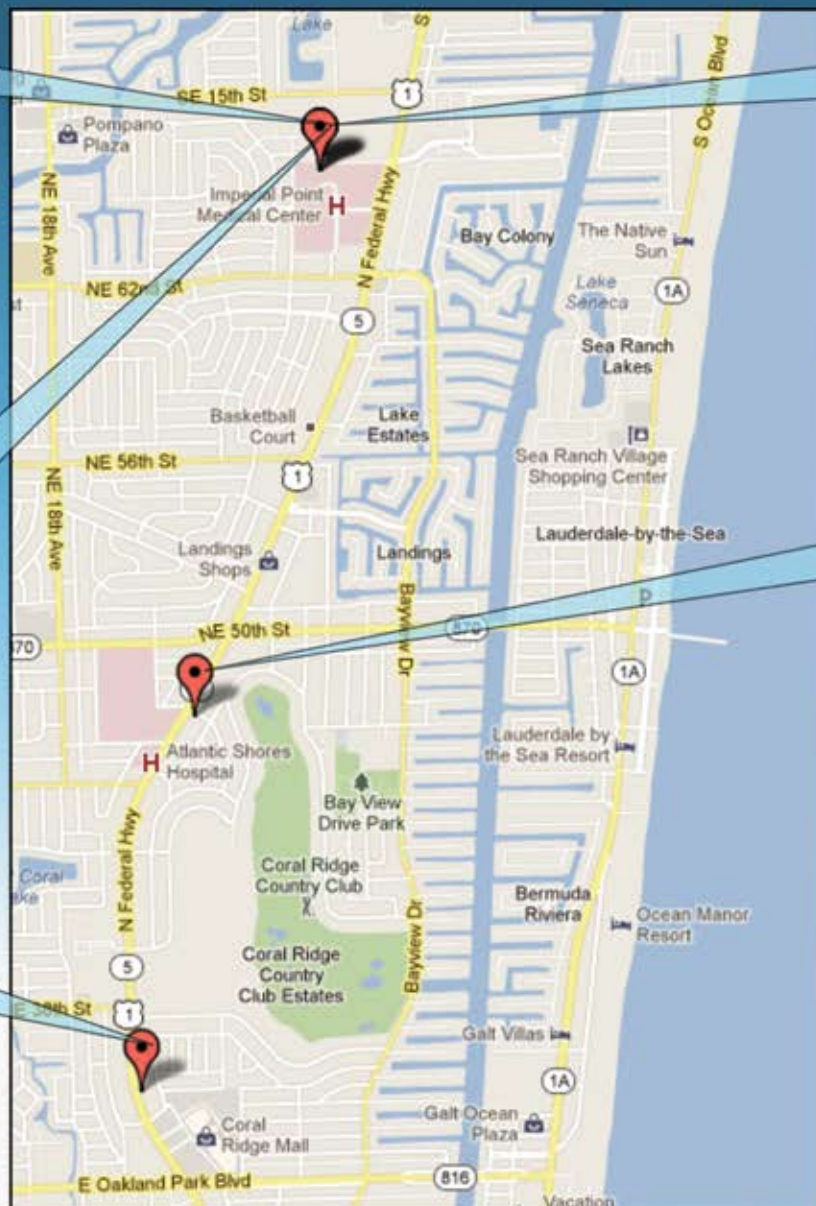 Lake
S
SE 15th St
1
S Ocean Blvd
Pompano
Plaza
NE 18th Ave
Imperial Point
Medical Center
H
N Federal Hwy
Bay Colony
The Native
Sun
NE 62nd St
Lake
Seneca
1A
5
Sea Ranch
Lakes
Basketball
Court
Lake
Estates
NE 56th St
Sea Ranch Village
Shopping Center
1
NE 18th Ave
Landings
Shops
Landings
Lauderdale-by-the-Sea
Bayview Dr
P
NE 50th St
870
870
1A
Atlantic Shores
Hospital
H
Lauderdale by
the Sea Resort
Bay View
Drive Park
N Federal Hwy
Coral Ridge
Country Club
Coral
Bermuda
Riviera
Ocean Manor
Resort
Bayview Dr
Coral Ridge
Country
Club Estates
5
1
Galt Villas
1A
Coral
Ridge Mall
Galt Ocean
Plaza
E Oakland Park Blvd
816
Vacation